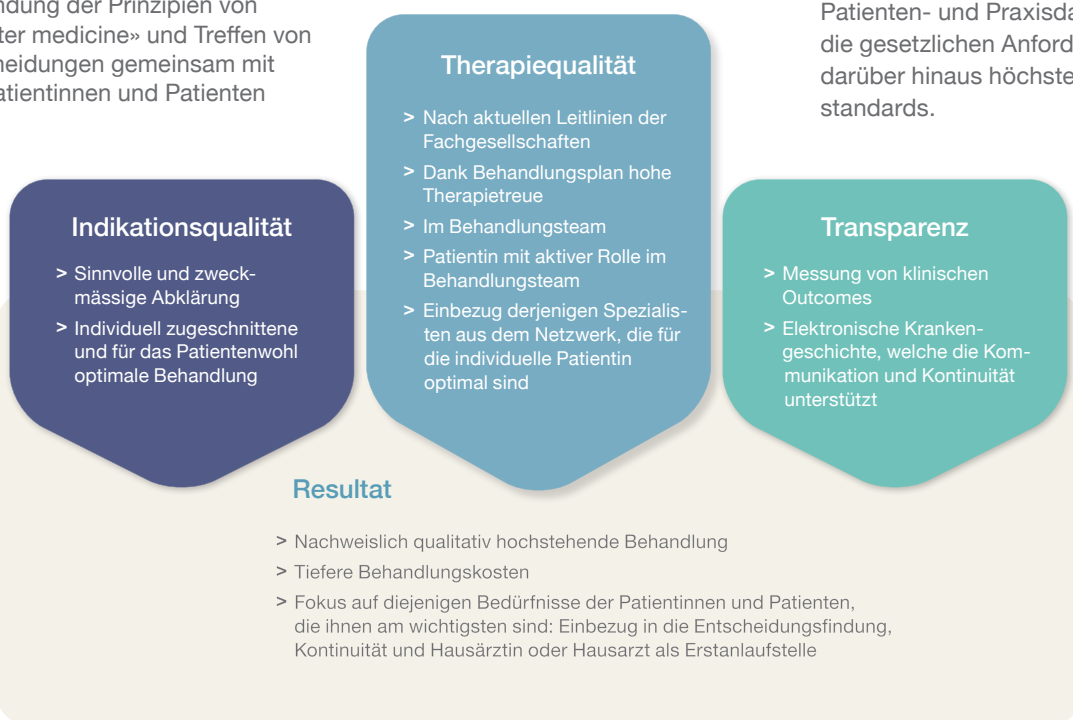 ndung der Prinzipien von
ter medicine» und Treffen von
heidungen gemeinsam mit
atientinnen und Patienten
Patienten- und Praxisda
die gesetzlichen Anford
darüber hinaus höchste
standards.
Indikationsqualität
> Sinnvolle und zweck-
mässige Abklärung
> Individuell zugeschnittene
und für das Patientenwohl
optimale Behandlung
Therapiequalität
> Nach aktuellen Leitlinien der
Fachgesellschaften
> Dank Behandlungsplan hohe
Therapietreue
> Im Behandlungsteam
> Patientin mit aktiver Rolle im
Behandlungsteam
> Einbezug derjenigen Spezialis-
ten aus dem Netzwerk, die für
die individuelle Patientin
optimal sind
Transparenz
> Messung von klinischen
Outcomes
> Elektronische Kranken-
geschichte, welche die Kom-
munikation und Kontinuität
unterstützt
Resultat
> Nachweislich qualitativ hochstehende Behandlung
> Tiefere Behandlungskosten
> Fokus auf diejenigen Bedürfnisse der Patientinnen und Patienten,
die ihnen am wichtigsten sind: Einbezug in die Entscheidungsfindung,
Kontinuität und Hausärztin oder Hausarzt als Erstanlaufstelle